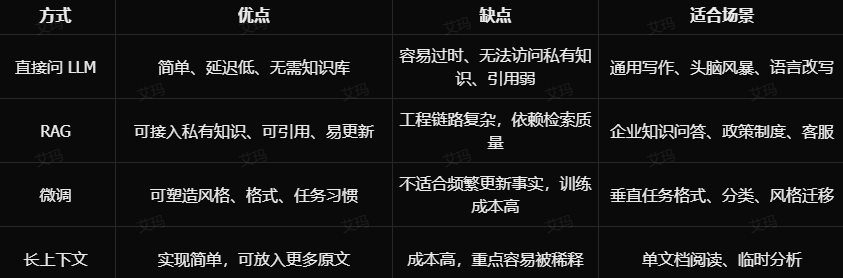 方式 优点 缺点 适合场景
直接问 LLM 简单、延迟低、无需知识库 容易过时、无法访问私有知识、引用弱 通用写作、头脑风暴、语言改写
RAG 可接入私有知识、可引用、易更新 工程链路复杂，依赖检索质量 企业知识问答、政策制度、客服
微调 可塑造风格、格式、任务习惯 不适合频繁更新事实，训练成本高 垂直任务格式、分类、风格迁移
长上下文 实现简单，可放入更多原文 成本高，重点容易被稀释 单文档阅读、临时分析
艾玛